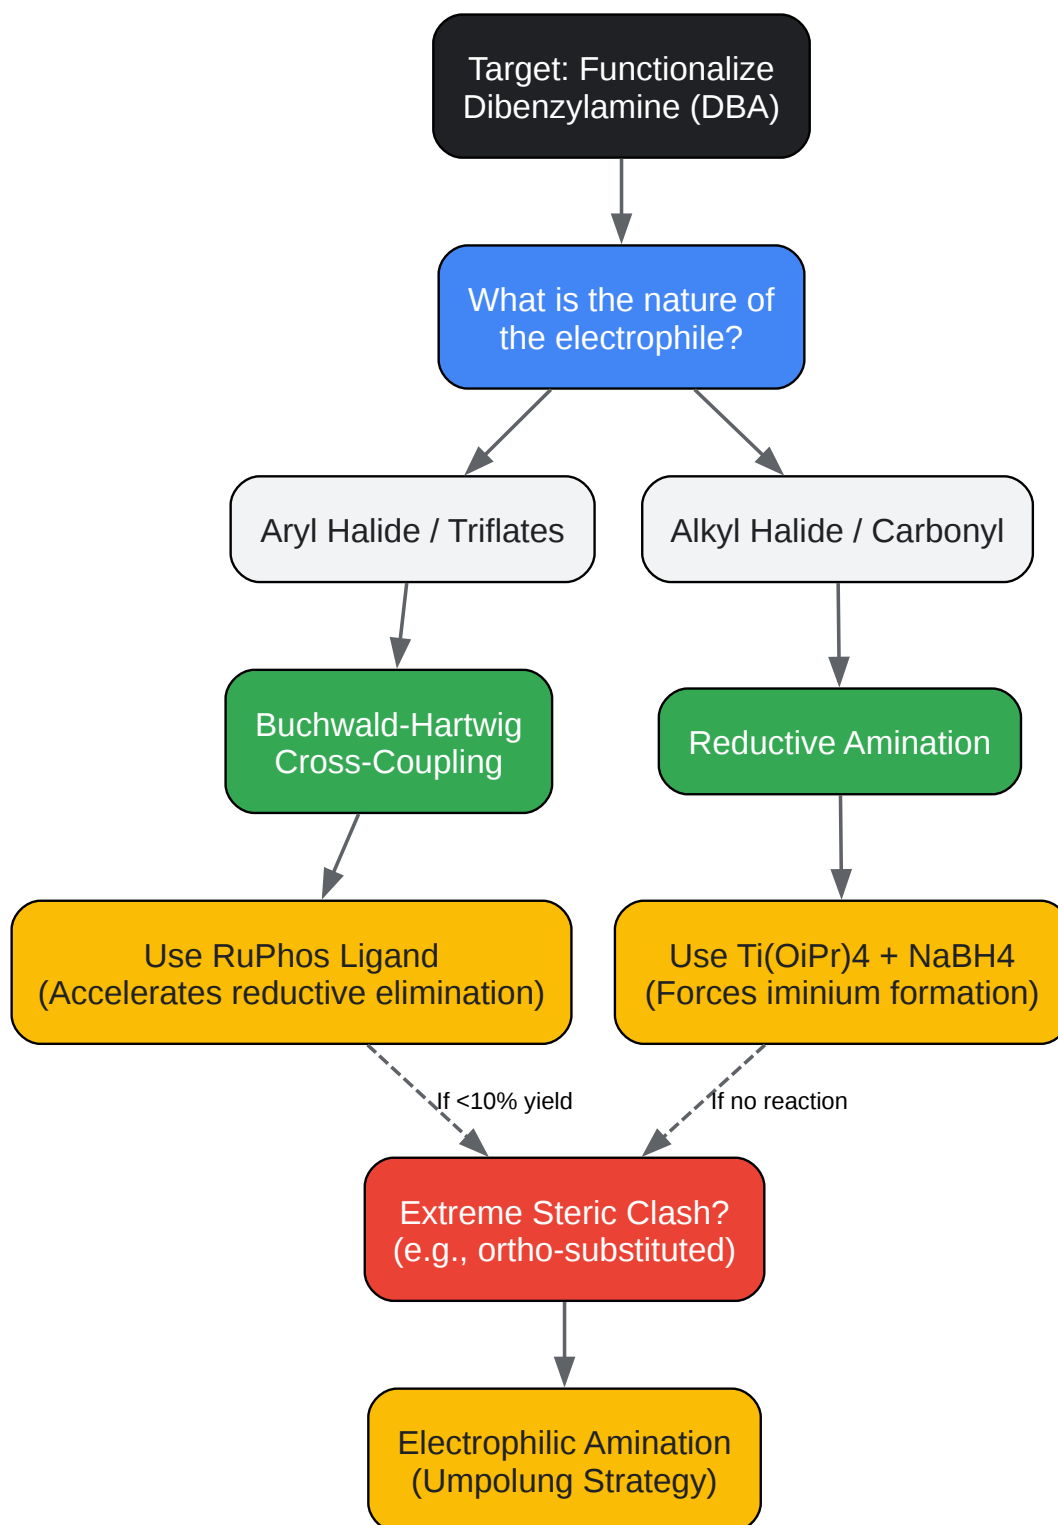 Target: Functionalize
Dibenzylamine (DBA)
What is the nature of
the electrophile?
Aryl Halide / Triflates
Alkyl Halide / Carbonyl
Buchwald-Hartwig
Cross-Coupling
Reductive Amination
Use RuPhos Ligand
(Accelerates reductive elimination)
Use Ti(OiPr)4 + NaBH4
(Forces iminium formation)
If <10% yield
If no reaction
Extreme Steric Clash?
(e.g., ortho-substituted)
Electrophilic Amination
(Umpolung Strategy)